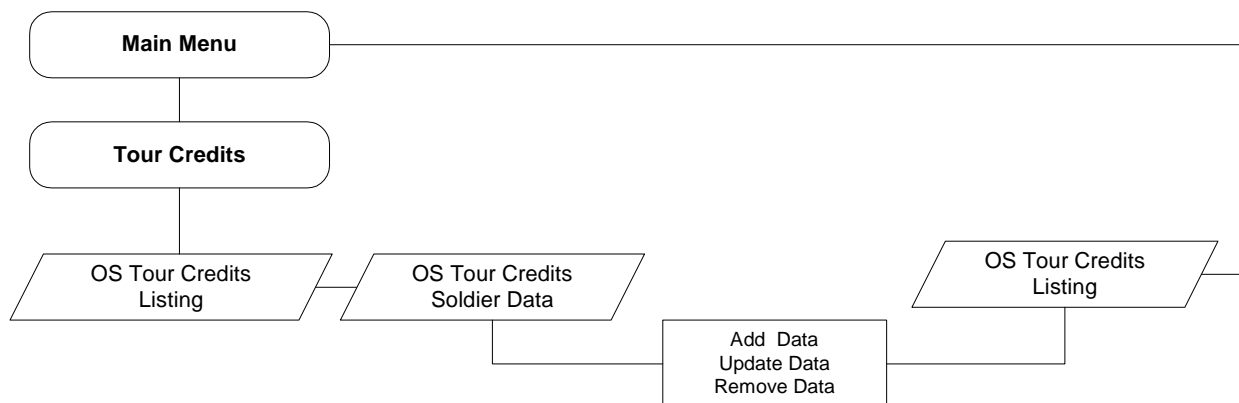 Main Menu
Tour Credits
OS Tour Credits
Listing
OS Tour Credits
Soldier Data
Add Data
Update Data
Remove Data
OS Tour Credits
Listing